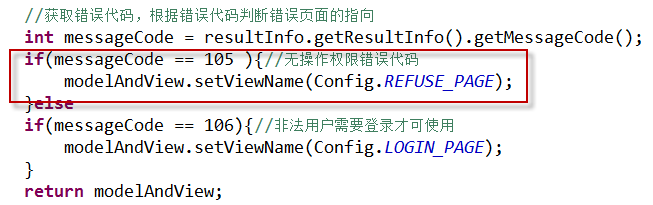 //获取错误代码，根据错误代码判断错误页面的指向
int messageCode = resultInfo.getResultInfo().getMessageCode();
if(messageCode == 105 ){//无操作权限错误代码
modelAndView.setViewName(Config.REFUSE_PAGE);
}else
if(messageCode == 106){//非法用户需要登录才可使用
modelAndView.setViewName(Config.LOGIN_PAGE);
}
return modelAndView;